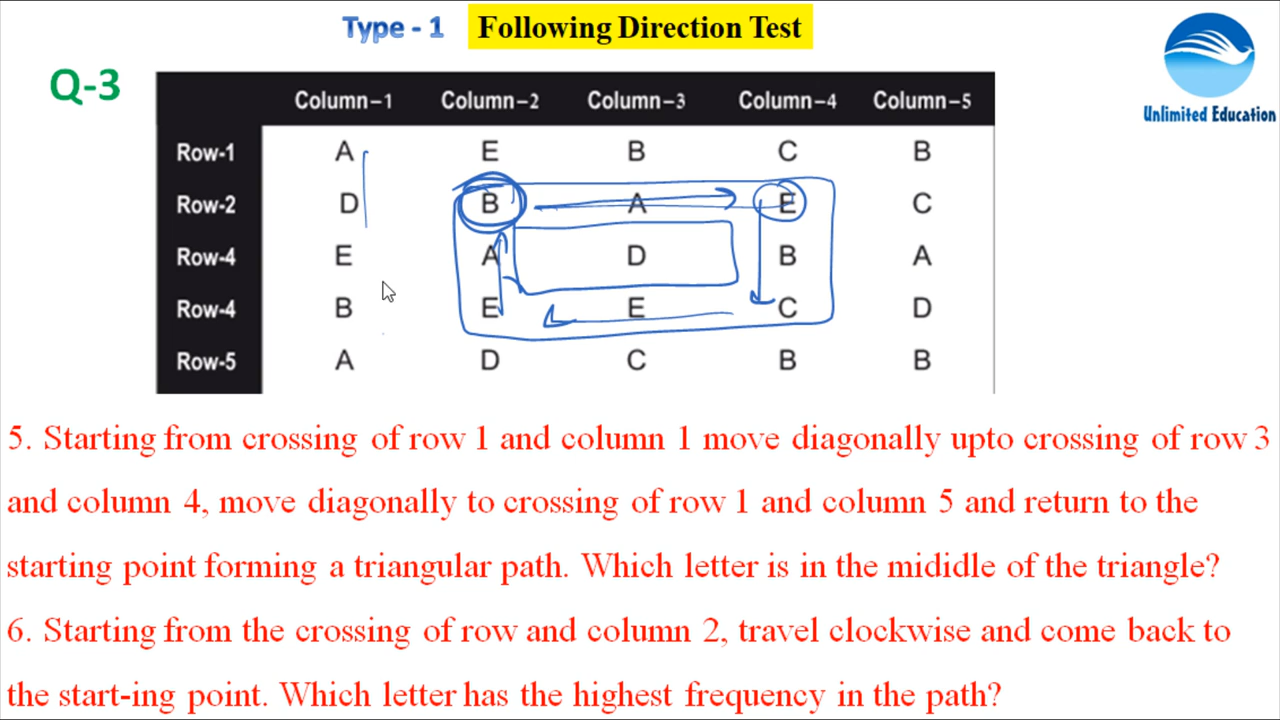 Type - 1 Following Direction Test
Q-3
Unlimited Education
Column-1 Column-2 Column-3 Column-4 Column-5
Row-1 A E B C B
Row-2 D B A E C
Row-4 E A D B A
Row-4 B E E C D
Row-5 A D C B B
5. Starting from crossing of row 1 and column 1 move diagonally upto crossing of row 3
and column 4, move diagonally to crossing of row 1 and column 5 and return to the
starting point forming a triangular path. Which letter is in the mididle of the triangle?
6. Starting from the crossing of row and column 2, travel clockwise and come back to
the start-ing point. Which letter has the highest frequency in the path?